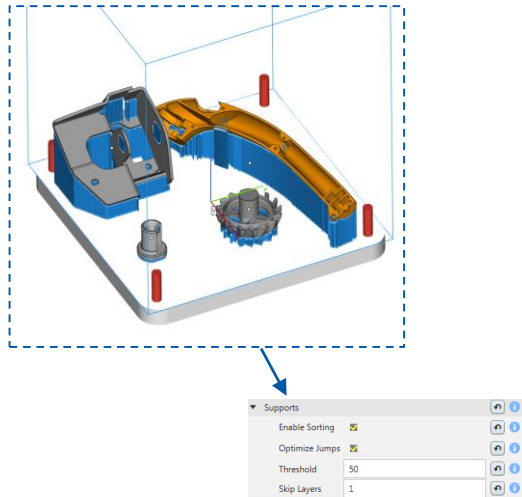 Supports
Enable Sorting
Optimize Jumps
Threshold 50
Skip Layers 1